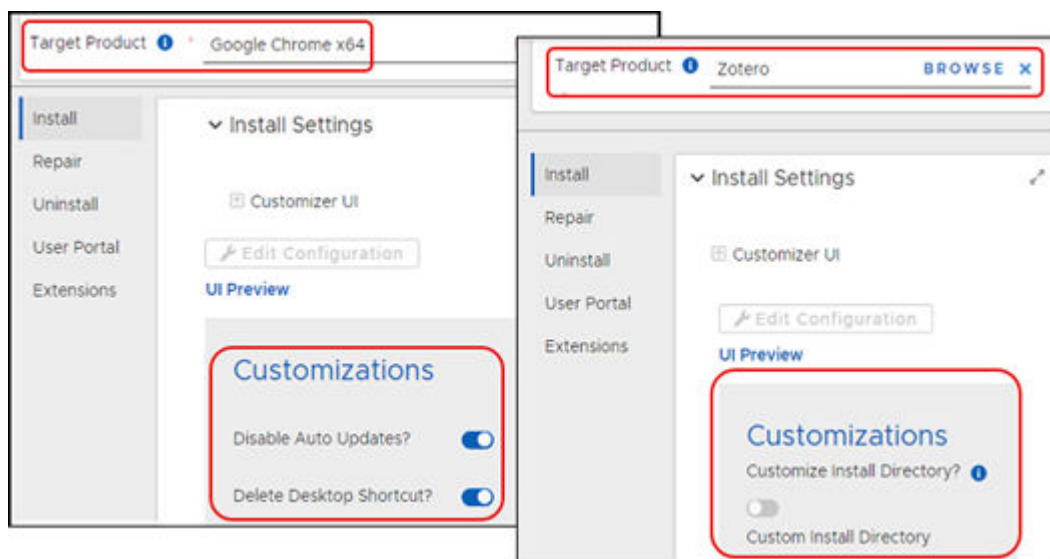 Target Product * Google Chrome x64
Install
Repair
Uninstall
User Portal
Extensions
Install Settings
Customizer UI
Edit Configuration
UI Preview
Customizations
Disable Auto Updates?
Delete Desktop Shortcut?
Target Product Zotero BROWSE X
Install
Repair
Uninstall
User Portal
Extensions
Install Settings
Customizer UI
Edit Configuration
UI Preview
Customizations
Customize Install Directory?
Custom Install Directory